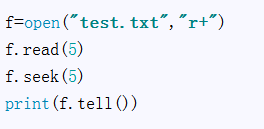 f=open("test.txt","r+")
f.read(5)
f.seek(5)
print(f.tell())